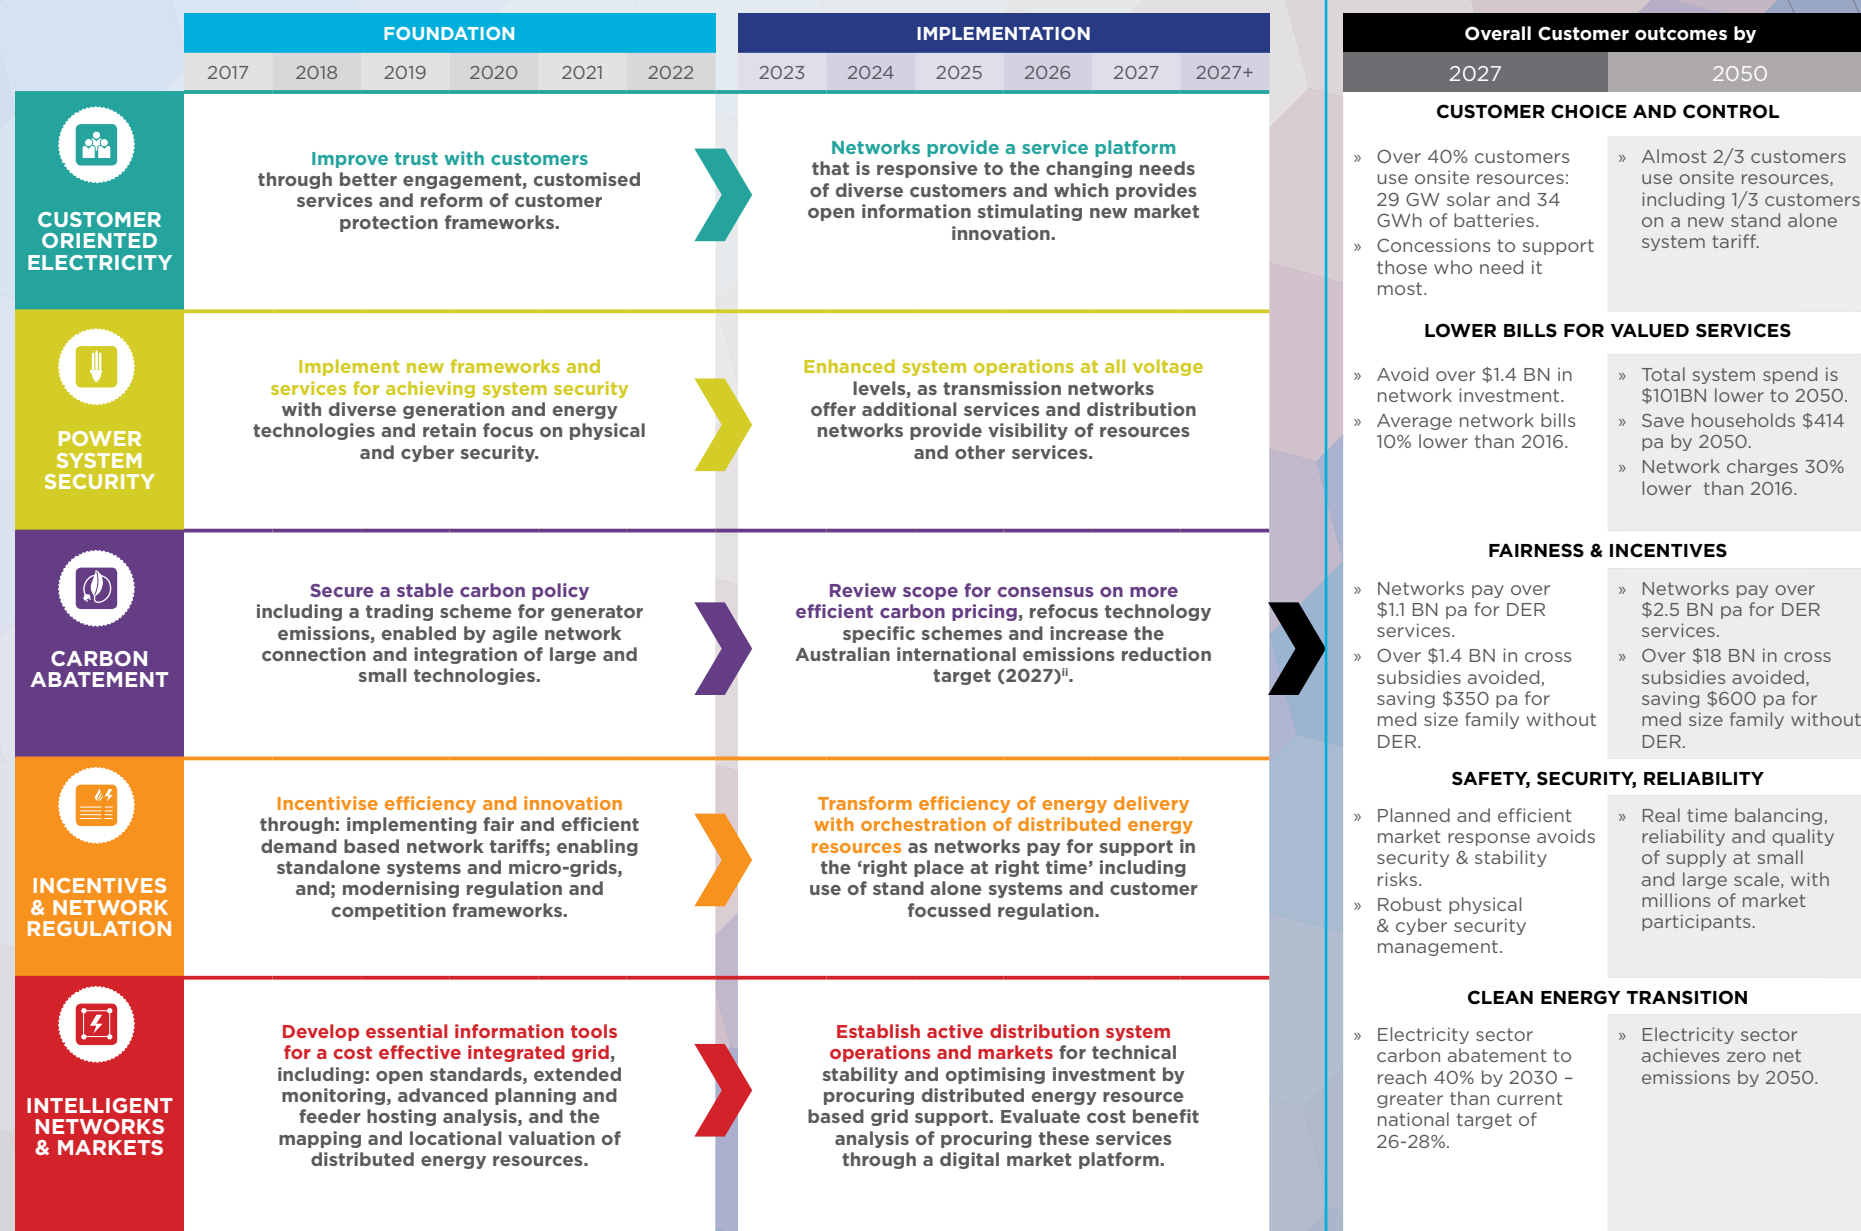 FOUNDATION
IMPLEMENTATION
Overall Customer outcomes by
2017
2018
2019
2020
2021
2022
2023
2024
2025
2026
2027
2027+
2027
2050
CUSTOMER
ORIENTED
ELECTRICITY
Improve trust with customers
through better engagement, customised
services and reform of customer
protection frameworks.
Networks provide a service platform
that is responsive to the changing needs
of diverse customers and which provides
open information stimulating new market
innovation.
POWER
SYSTEM
SECURITY
Implement new frameworks and
services for achieving system security
with diverse generation and energy
technologies and retain focus on physical
and cyber security.
Enhanced system operations at all voltage
levels, as transmission networks
offer additional services and distribution
networks provide visibility of resources
and other services.
CARBON
ABATEMENT
Secure a stable carbon policy
including a trading scheme for generator
emissions, enabled by agile network
connection and integration of large and
small technologies.
Review scope for consensus on more
efficient carbon pricing, refocus technology
specific schemes and increase the
Australian international emissions reduction
target (2027)ⁱⁱ.
INCENTIVES
& NETWORK
REGULATION
Incentivise efficiency and innovation
through: implementing fair and efficient
demand based network tariffs; enabling
standalone systems and micro-grids,
and; modernising regulation and
competition frameworks.
Transform efficiency of energy delivery
with orchestration of distributed energy
resources as networks pay for support in
the ‘right place at right time’ including
use of stand alone systems and customer
focussed regulation.
INTELLIGENT
NETWORKS
& MARKETS
Develop essential information tools
for a cost effective integrated grid,
including: open standards, extended
monitoring, advanced planning and
feeder hosting analysis, and the
mapping and locational valuation of
distributed energy resources.
Establish active distribution system
operations and markets for technical
stability and optimising investment by
procuring distributed energy resource
based grid support. Evaluate cost benefit
analysis of procuring these services
through a digital market platform.
CUSTOMER CHOICE AND CONTROL
» Over 40% customers
use onsite resources:
29 GW solar and 34
GWh of batteries.
» Concessions to support
those who need it
most.
» Almost 2/3 customers
use onsite resources,
including 1/3 customers
on a new stand alone
system tariff.
LOWER BILLS FOR VALUED SERVICES
» Avoid over $1.4 BN in
network investment.
» Average network bills
10% lower than 2016.
» Total system spend is
$101BN lower to 2050.
» Save households $414
pa by 2050.
» Network charges 30%
lower than 2016.
FAIRNESS & INCENTIVES
» Networks pay over
$1.1 BN pa for DER
services.
» Over $1.4 BN in cross
subsidies avoided,
saving $350 pa for
med size family without
DER.
» Networks pay over
$2.5 BN pa for DER
services.
» Over $18 BN in cross
subsidies avoided,
saving $600 pa for
med size family without
DER.
SAFETY, SECURITY, RELIABILITY
» Planned and efficient
market response avoids
security & stability
risks.
» Robust physical
& cyber security
management.
» Real time balancing,
reliability and quality
of supply at small
and large scale, with
millions of market
participants.
CLEAN ENERGY TRANSITION
» Electricity sector
carbon abatement to
reach 40% by 2030 –
greater than current
national target of
26-28%.
» Electricity sector
achieves zero net
emissions by 2050.